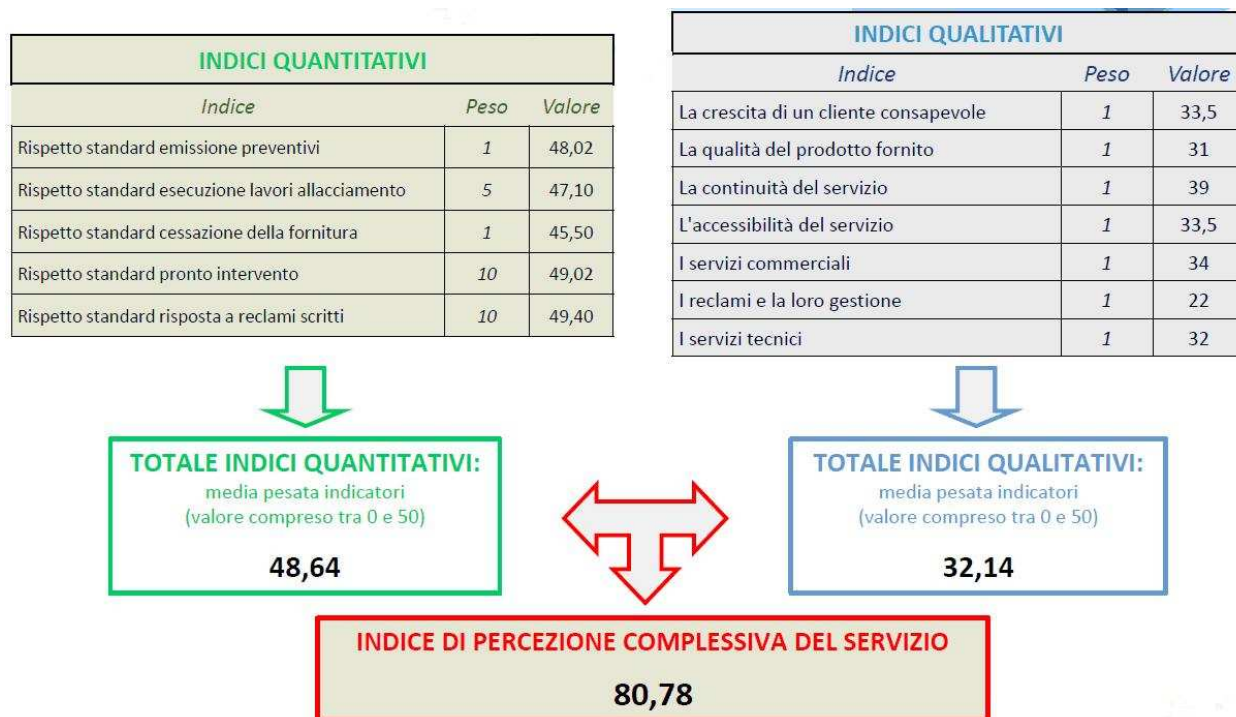 INDICI QUANTITATIVI
Indice Peso Valore
Rispetto standard emissione preventivi 1 48,02
Rispetto standard esecuzione lavori allacciamento 5 47,10
Rispetto standard cessazione della fornitura 1 45,50
Rispetto standard pronto intervento 10 49,02
Rispetto standard risposta a reclami scritti 10 49,40
INDICI QUALITATIVI
Indice Peso Valore
La crescita di un cliente consapevole 1 33,5
La qualità del prodotto fornito 1 31
La continuità del servizio 1 39
L'accessibilità del servizio 1 33,5
I servizi commerciali 1 34
I reclami e la loro gestione 1 22
I servizi tecnici 1 32
TOTALE INDICI QUANTITATIVI:
media pesata indicatori
(valore compreso tra 0 e 50)
48,64
TOTALE INDICI QUALITATIVI:
media pesata indicatori
(valore compreso tra 0 e 50)
32,14
INDICE DI PERCEZIONE COMPLESSIVA DEL SERVIZIO
80,78